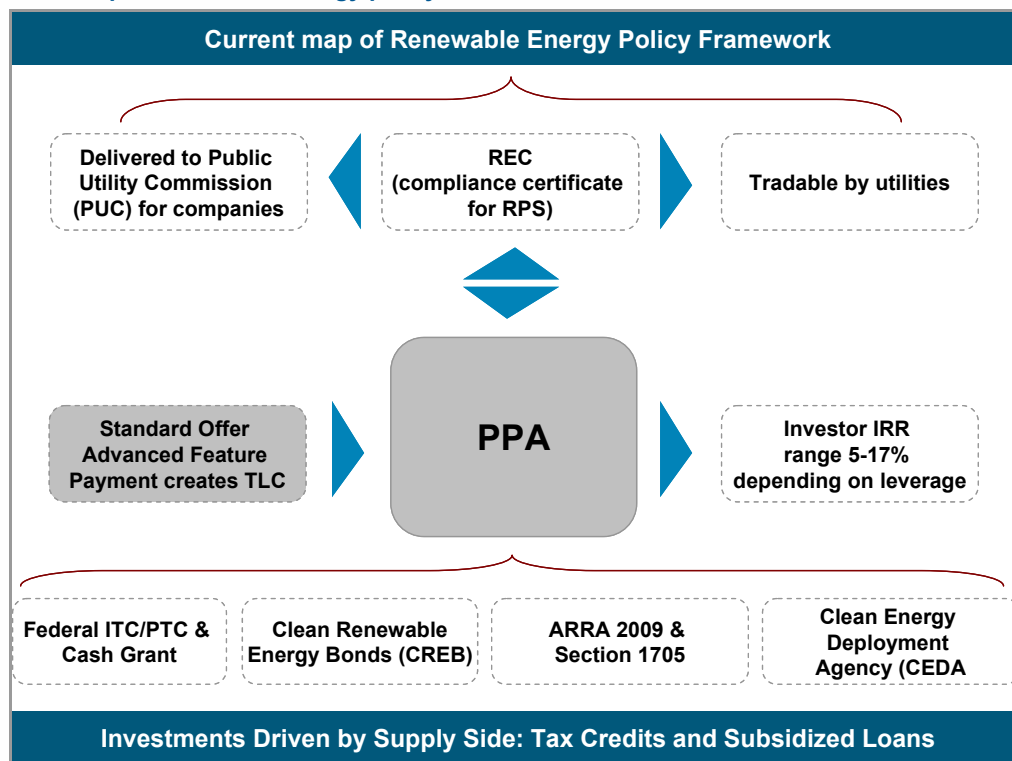 Current map of Renewable Energy Policy Framework
Delivered to Public
Utility Commission
(PUC) for companies
REC
(compliance certificate
for RPS)
Tradable by utilities
Standard Offer
Advanced Feature
Payment creates TLC
PPA
Investor IRR
range 5-17%
depending on leverage
Federal ITC/PTC &
Cash Grant
Clean Renewable
Energy Bonds (CREB)
ARRA 2009 &
Section 1705
Clean Energy
Deployment
Agency (CEDA
Investments Driven by Supply Side: Tax Credits and Subsidized Loans